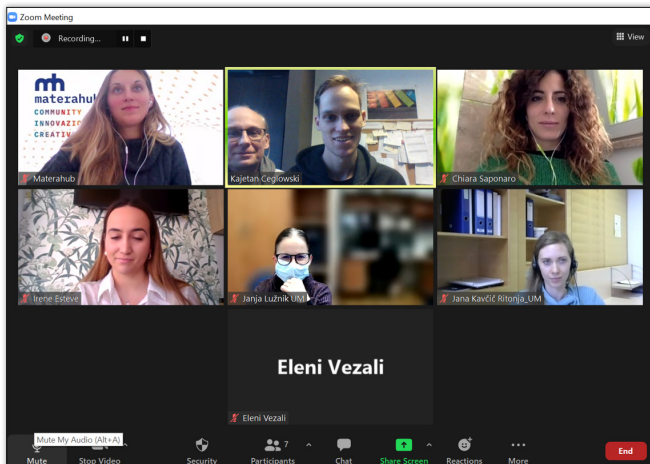 Zoom Meeting
Recording...
View
mh
materahub
COMMUNITY
INNOVAZIO
CREATIV
Materahub
Kajetan Ceglowski
Chiara Saponaro
Irene Esteve
Janja Lužnik UM
Jana Kavčič Ritonja_UM
Eleni Vezali
Eleni Vezali
Mute My Audio (Alt+A)
7
Mute
Stop Video
Security
Participants
Chat
Share Screen
Reactions
More
End